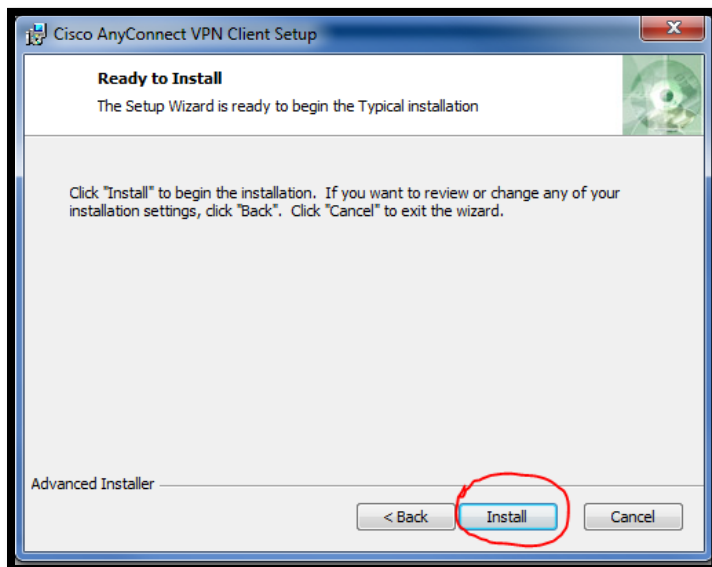 Cisco AnyConnect VPN Client Setup
Ready to Install
The Setup Wizard is ready to begin the Typical installation
Click "Install" to begin the installation.  If you want to review or change any of your
installation settings, click "Back".  Click "Cancel" to exit the wizard.
Advanced Installer
< Back Install Cancel